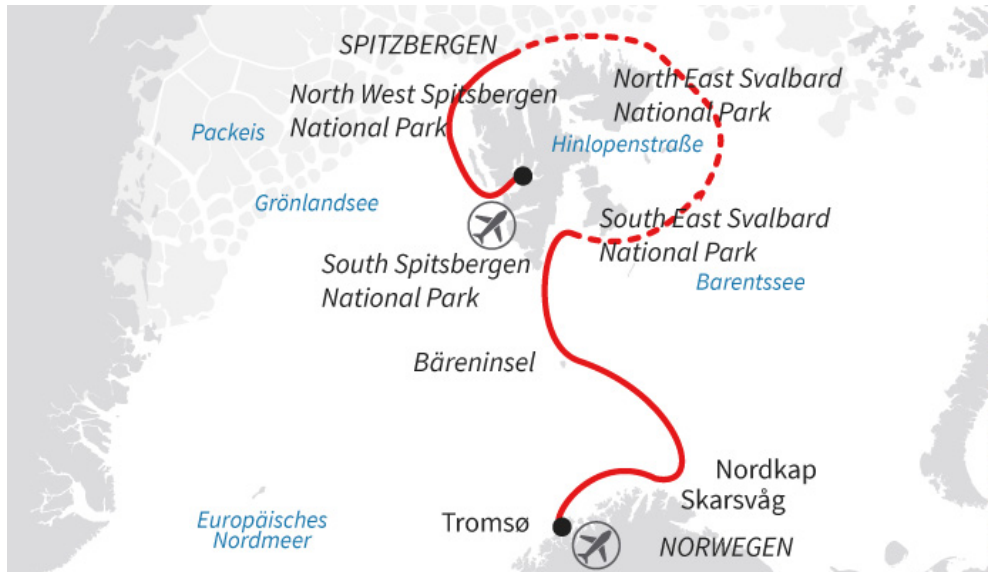 SPITZBERGEN
North West Spitsbergen
National Park
North East Svalbard
National Park
Packeis
Hinlopenstraße
Grönlandsee
South East Svalbard
National Park
South Spitsbergen
National Park
Barentssee
Bäreninsel
Nordkap
Skarsvåg
Tromsø
Europäisches
Nordmeer
NORWEGEN